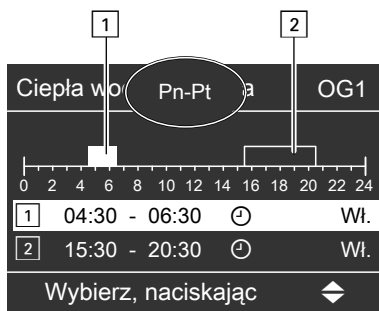 1 2
Ciepła wo Pn-Pt a OG1
0 2 4 6 8 10 12 14 16 18 20 22 24
1 04:30 - 06:30 Wł.
2 15:30 - 20:30 Wł.
Wybierz, naciskając